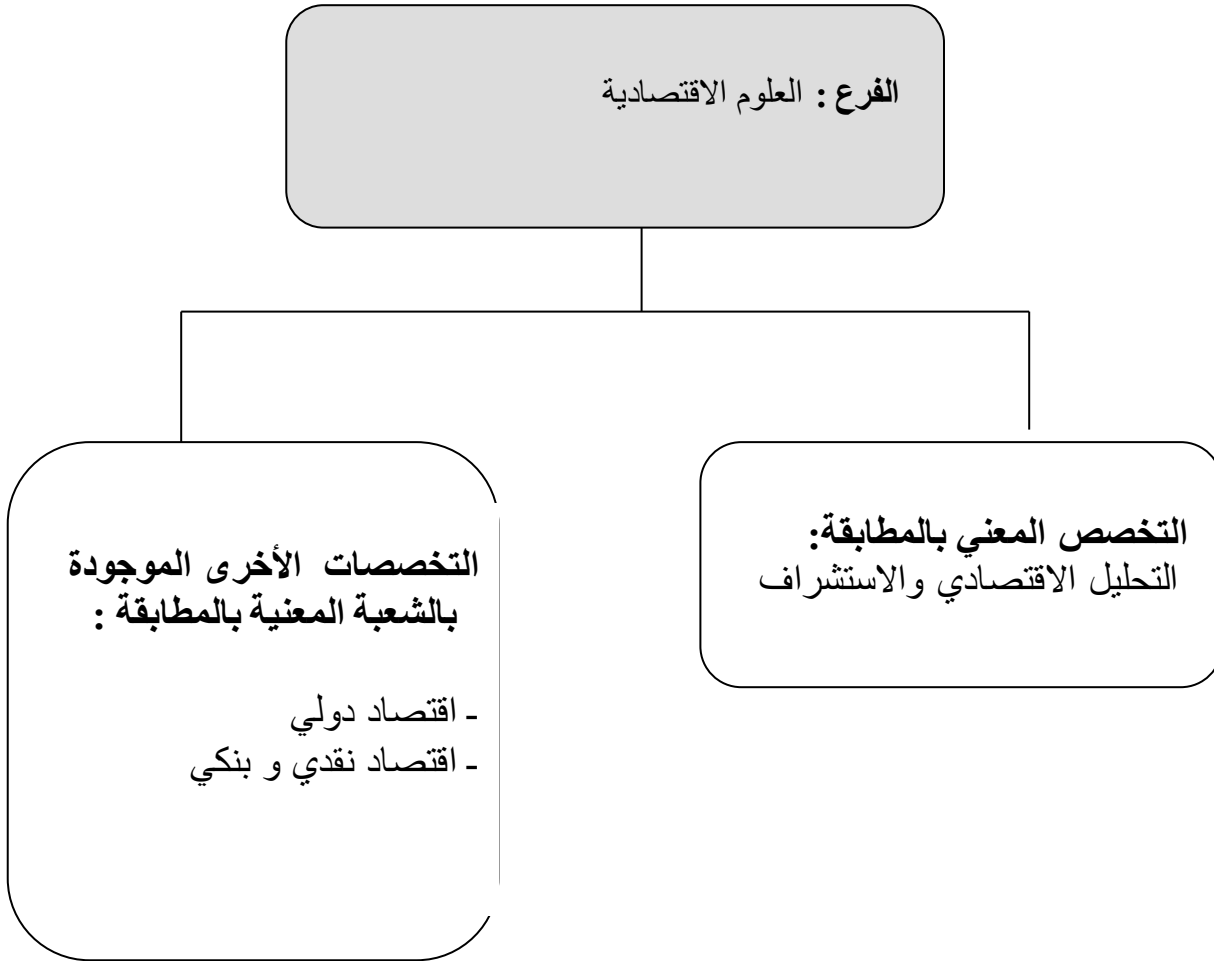 الفرع : العلوم الاقتصادية
التخصص المعني بالمطابقة:
التحليل الاقتصادي والاستشراف
التخصصات الأخرى الموجودة
بالشعبة المعنية بالمطابقة :
- اقتصاد دولي
- اقتصاد نقدي و بنكي